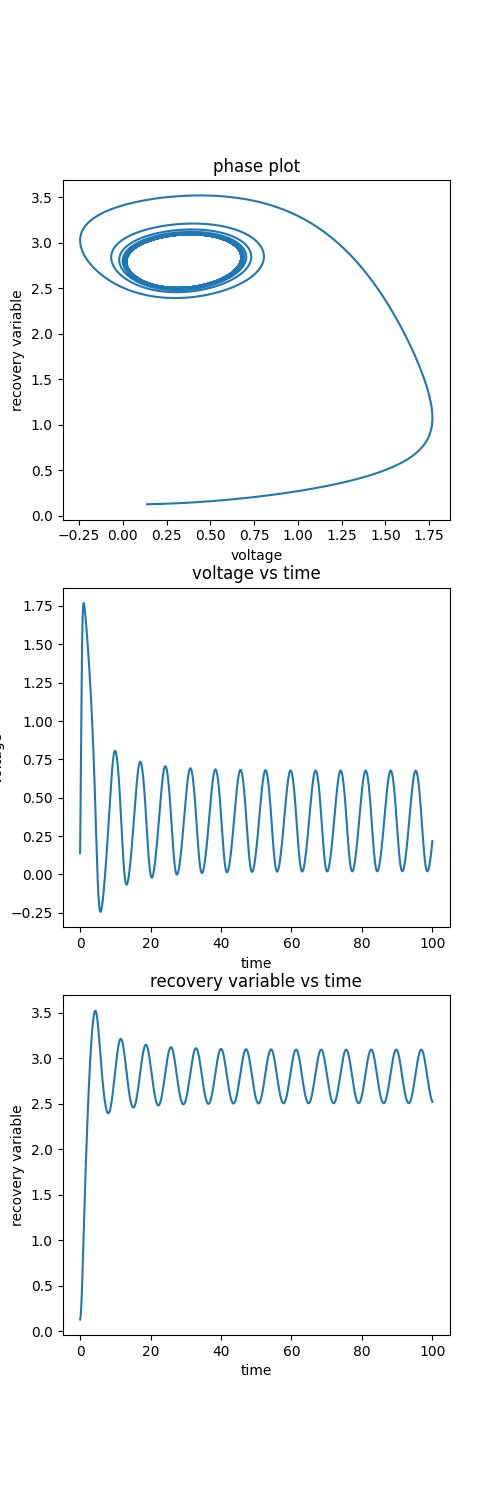 phase plot
3.5
3.0
2.5
2.0
1.5
1.0
0.5
0.0
recovery variable
−0.25 0.00 0.25 0.50 0.75 1.00 1.25 1.50 1.75
voltage
voltage vs time
1.75
1.50
1.25
1.00
0.75
0.50
0.25
0.00
−0.25
0 20 40 60 80 100
time
recovery variable vs time
3.5
3.0
2.5
2.0
1.5
1.0
0.5
0.0
recovery variable
0 20 40 60 80 100
time